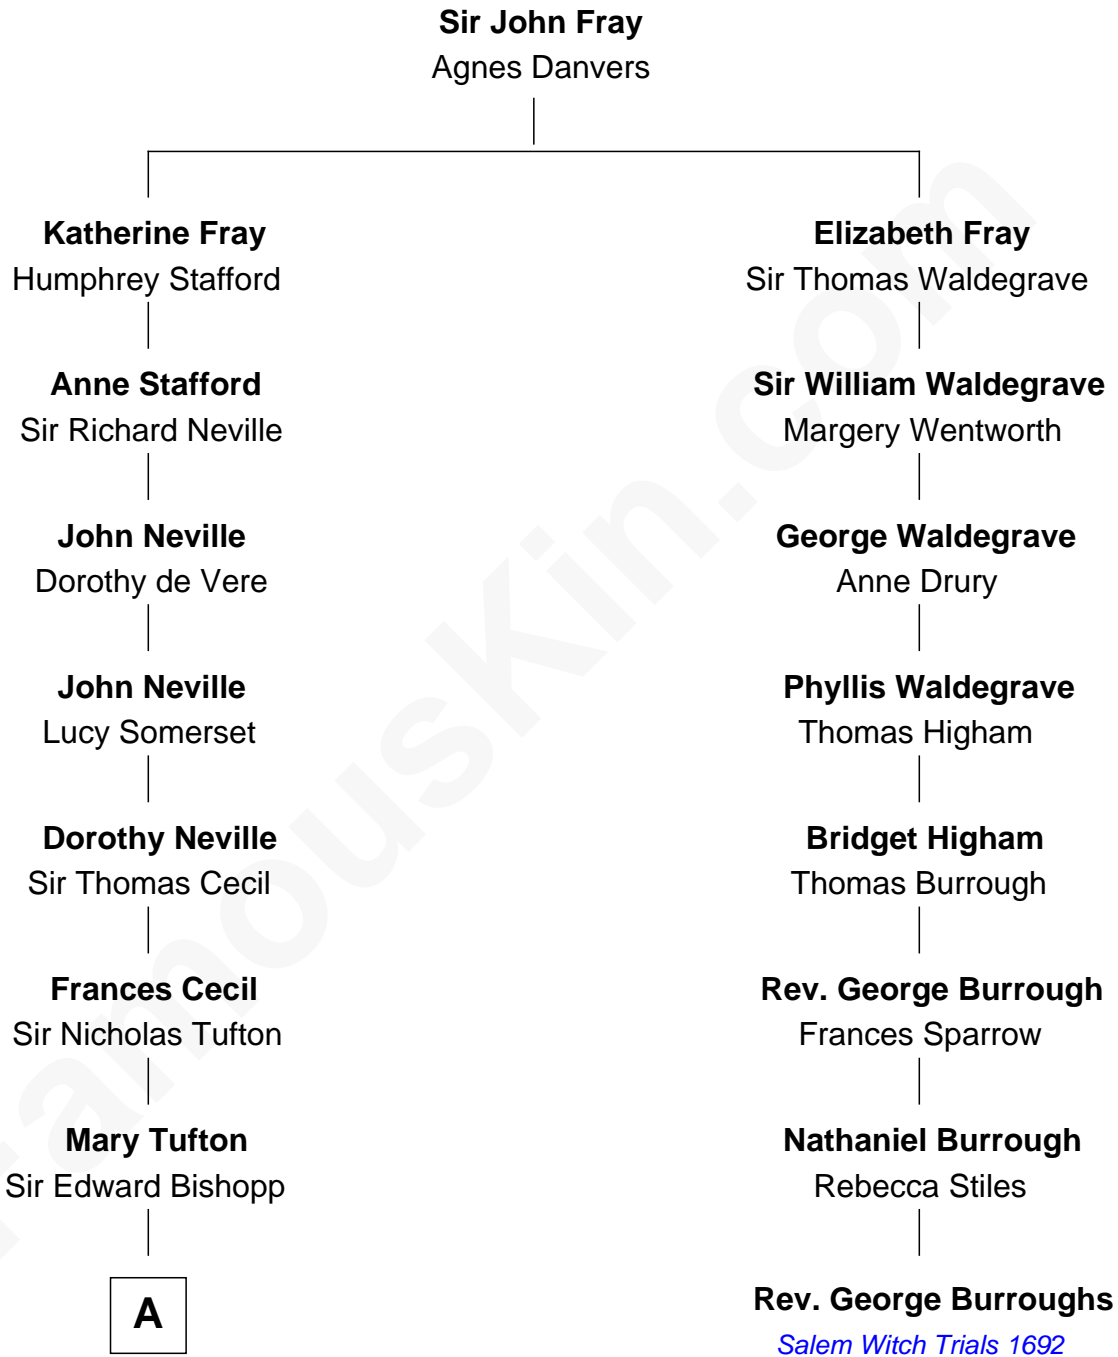 Sir John Fray
Agnes Danvers
Katherine Fray
Humphrey Stafford
Elizabeth Fray
Sir Thomas Waldegrave
Anne Stafford
Sir Richard Neville
Sir William Waldegrave
Margery Wentworth
John Neville
Dorothy de Vere
George Waldegrave
Anne Drury
John Neville
Lucy Somerset
Phyllis Waldegrave
Thomas Higham
Dorothy Neville
Sir Thomas Cecil
Bridget Higham
Thomas Burrough
Frances Cecil
Sir Nicholas Tufton
Rev. George Burrough
Frances Sparrow
Mary Tufton
Sir Edward Bishopp
Nathaniel Burrough
Rebecca Stiles
A
Rev. George Burroughs
Salem Witch Trials 1692
FamousKin.com